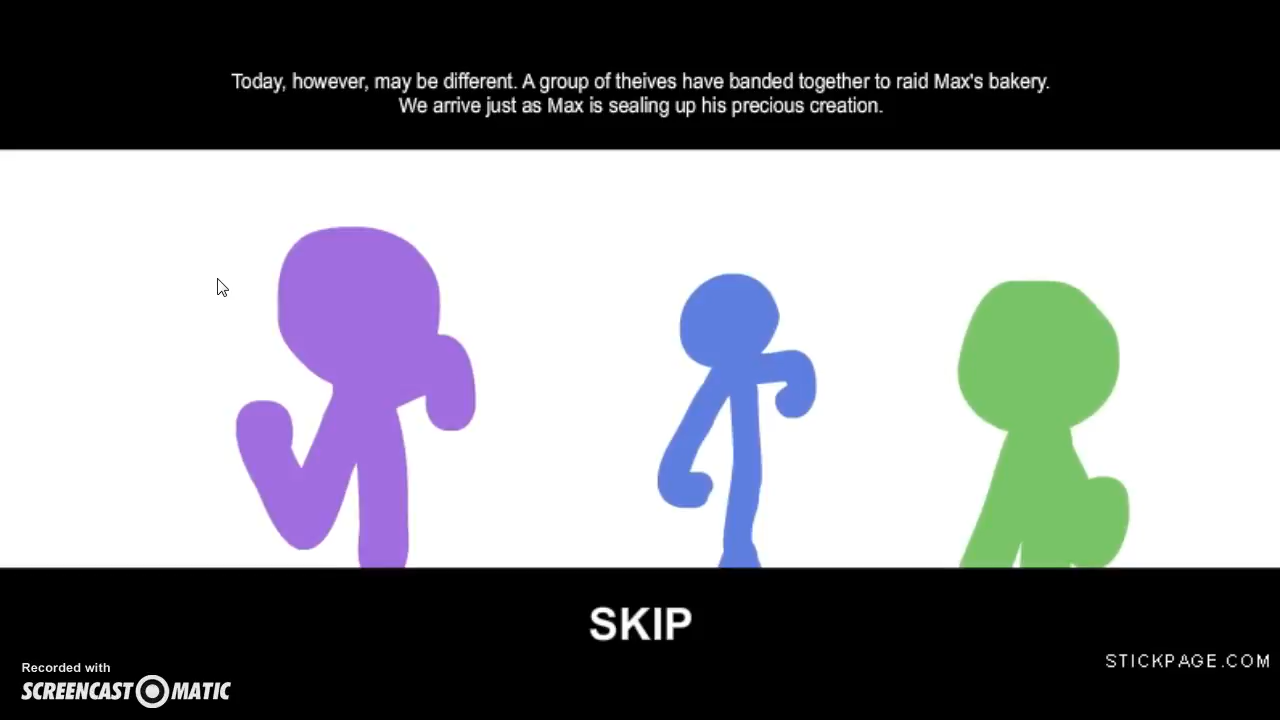 Today, however, may be different. A group of theives have banded together to raid Max's bakery.
We arrive just as Max is sealing up his precious creation.
SKIP
STICKPAGE.COM
Recorded with
SCREENCAST O MATIC